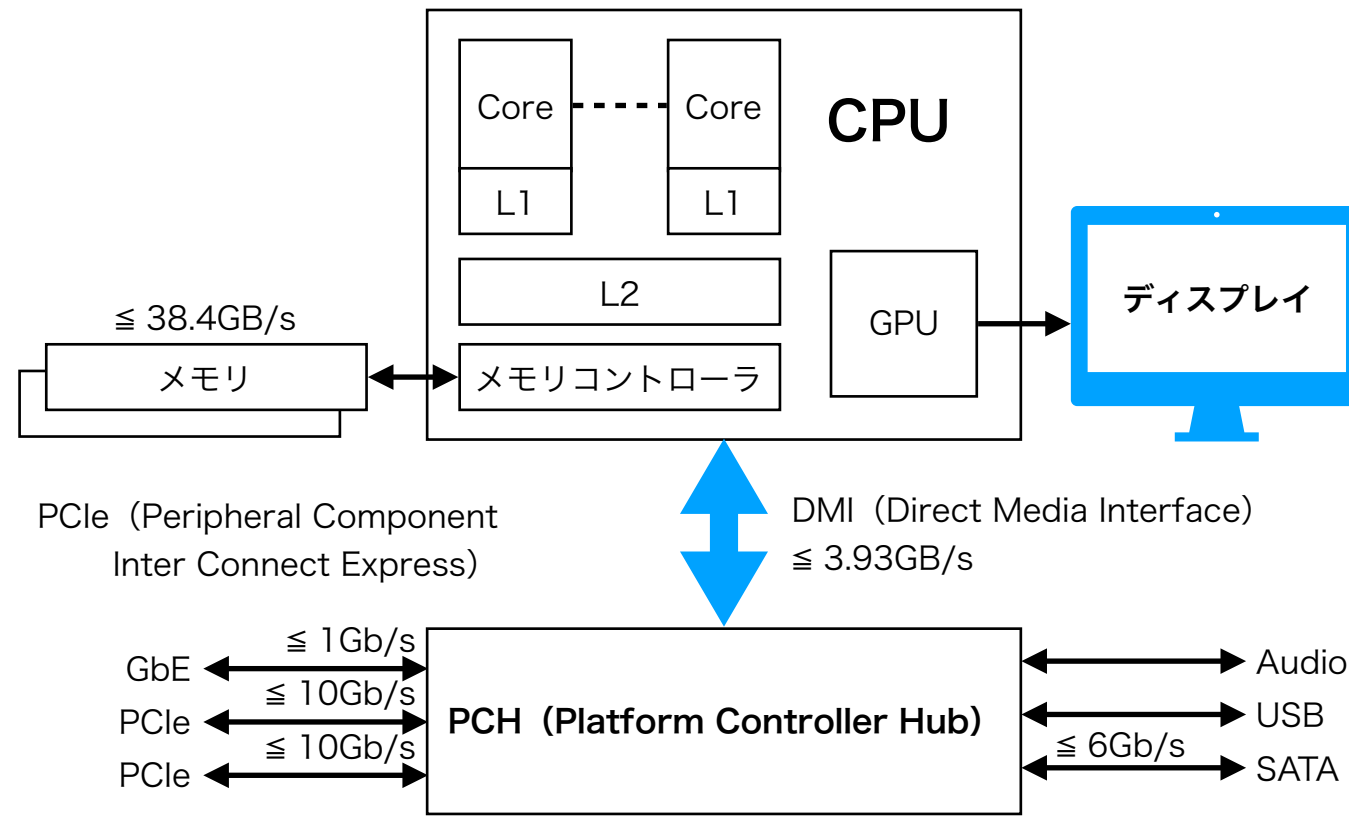 Core
Core
CPU
L1
L1
L2
GPU
ディスプレイ
≦ 38.4GB/s
メモリ
メモリコントローラ
PCIe（Peripheral Component
Inter Connect Express）
DMI（Direct Media Interface）
≦ 3.93GB/s
≦ 1Gb/s
GbE
≦ 10Gb/s
PCIe
≦ 10Gb/s
PCIe
PCH（Platform Controller Hub）
Audio
USB
≦ 6Gb/s
SATA